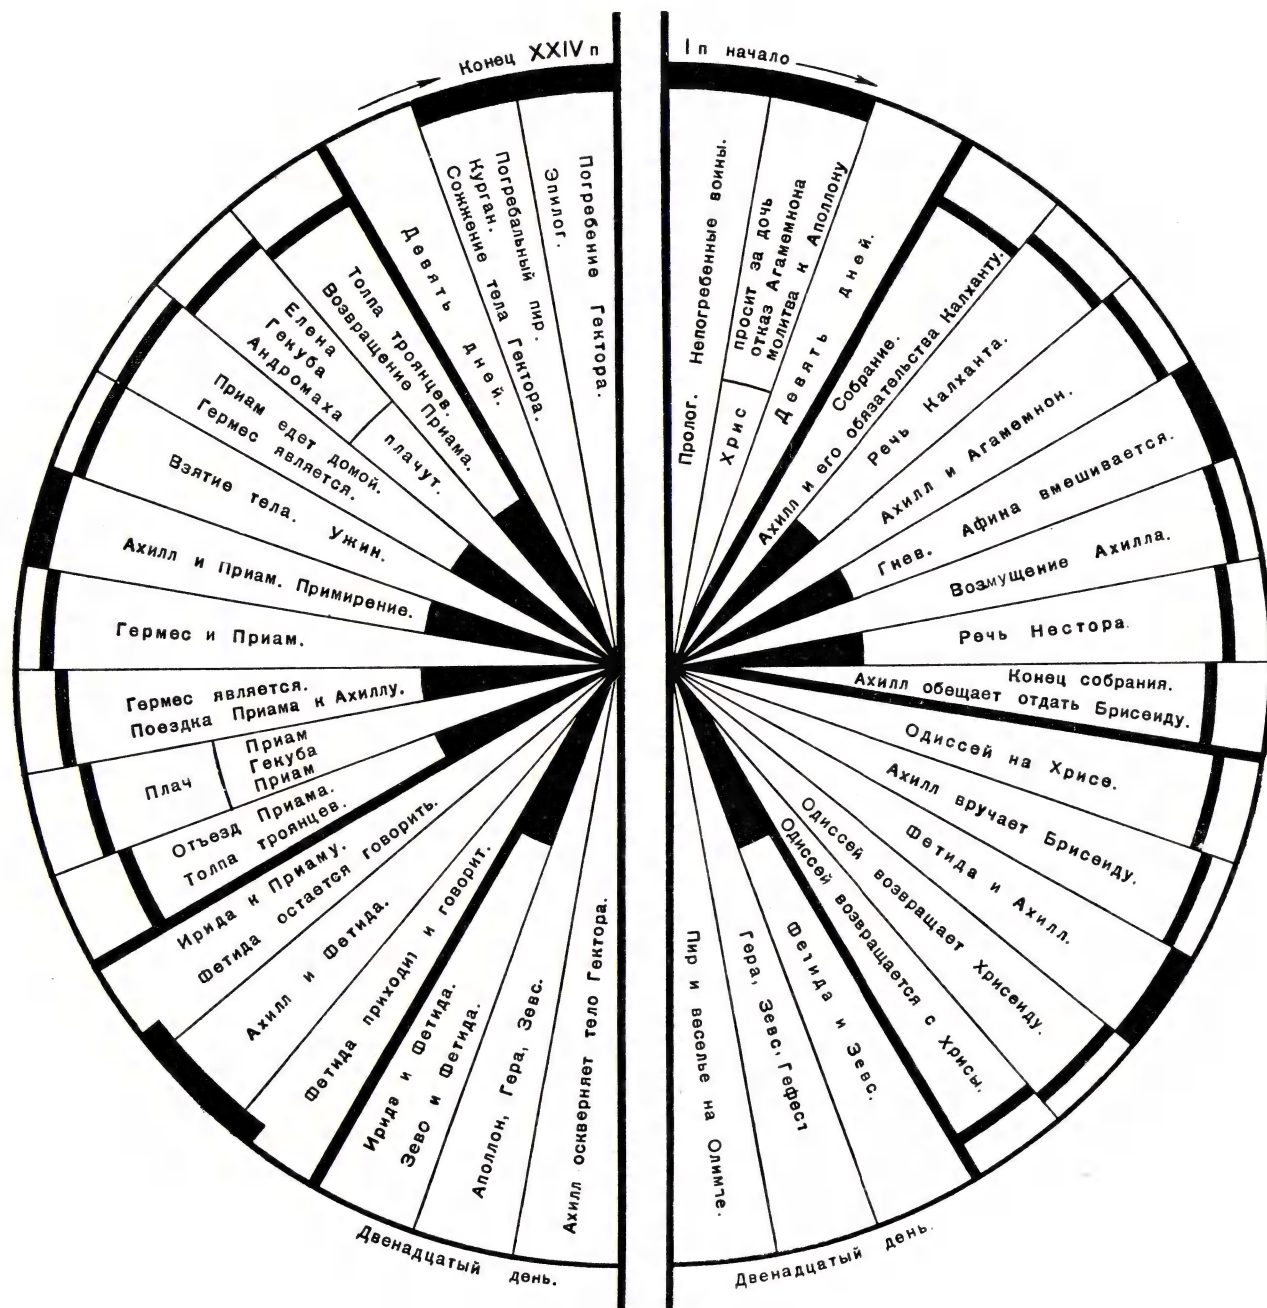 Конец XXIV п
I п начало
Пролог. Непогребенные воины.
Хрис
просит за дочь
отказ Агамемнона
молитва к Аполлону
Девять дней.
Собрание.
Ахилл и его обязательства Калханту.
Речь Калханта.
Ахилл и Агамемнон.
Гнев. Афина вмешивается.
Возмущение Ахилла.
Речь Нестора.
Конец собрания.
Ахилл обещает отдать Брисеиду.
Одиссей на Хрисе.
Ахилл вручает Брисеиду.
Фетида и Ахилл.
Одиссей возвращает Хрисеиду.
Одиссей возвращается с Хрисы.
Фетида и Зевс.
Гера, Зевс, Гефест
Пир и веселье на Олимпе.
Двенадцатый день.
Ахилл оскверняет тело Гектора.
Аполлон, Гера, Зевс.
Ирида и Фетида.
Зево и Фетида.
Двенадцатый день.
Фетида приходит и говорит.
Ахилл и Фетида.
Ирида к Приаму.
Фетида остается говорить.
Отъезд Приама.
Толпа троянцев.
Плач
Приам
Гекуба
Приам
Гермес является.
Поездка Приама к Ахиллу.
Гермес и Приам.
Ахилл и Приам. Примирение.
Взятие тела. Ужин.
Приам едет домой.
Гермес является.
Елена
Гекуба
Андромаха
плачут.
Толпа троянцев.
Возвращение Приама.
Девять дней.
Погребальный пир.
Курган.
Сожжение тела Гектора.
Погребение Гектора.
Эпилог.